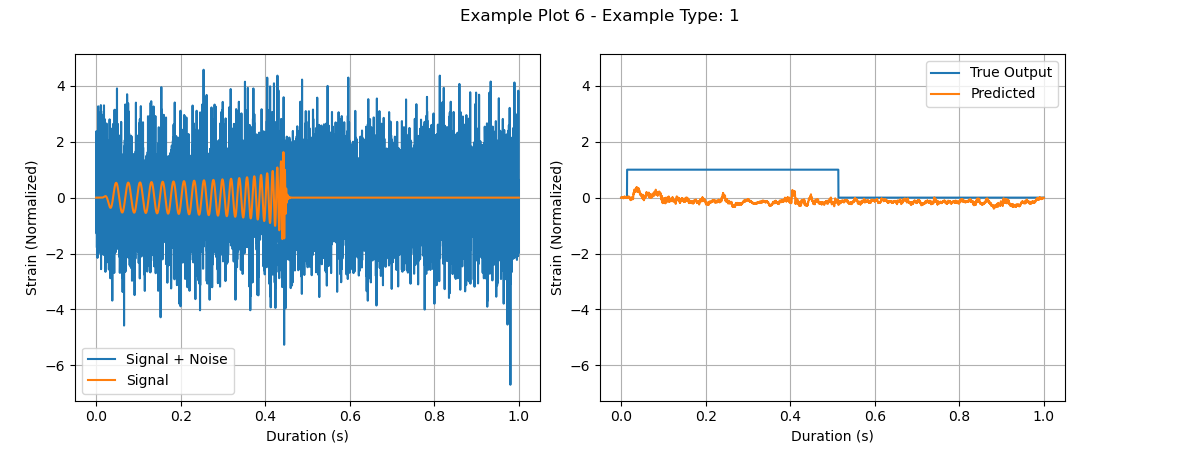 Example Plot 6 - Example Type: 1
Strain (Normalized)
4
2
0
−2
−4
−6
Signal + Noise
Signal
0.0 0.2 0.4 0.6 0.8 1.0
Duration (s)
Strain (Normalized)
4
2
0
−2
−4
−6
True Output
Predicted
0.0 0.2 0.4 0.6 0.8 1.0
Duration (s)